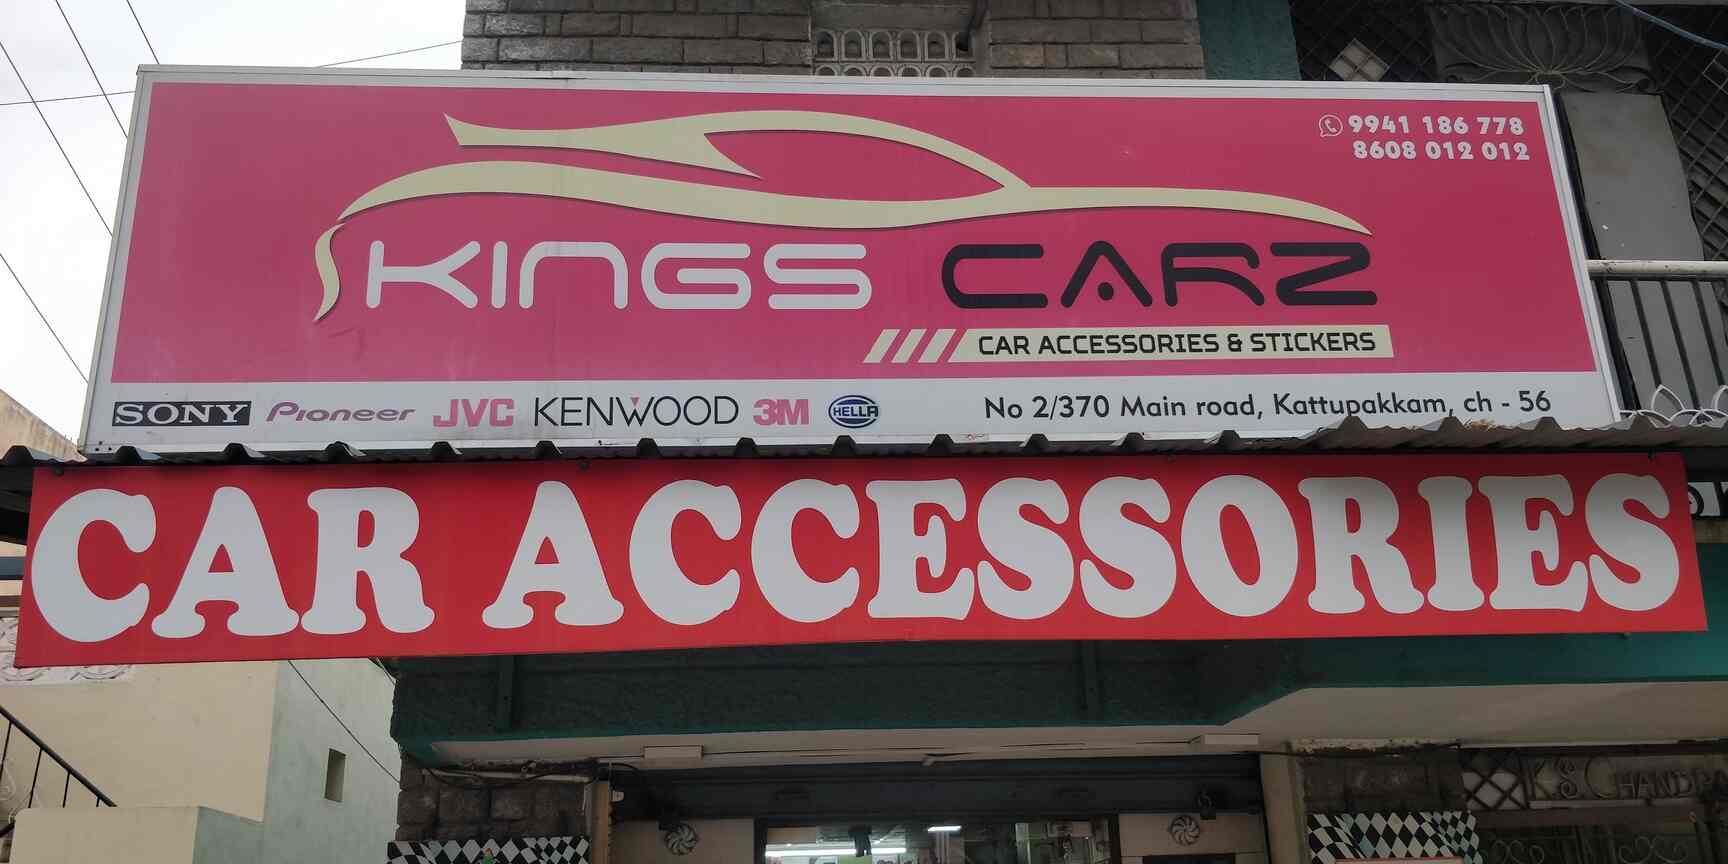 9941 186 778
8608 012 012
KINGS CARZ
CAR ACCESSORIES & STICKERS
SONY Pioneer JVC KENWOOD 3M HELLA No 2/370 Main road, Kattupakkam, ch - 56
CAR ACCESSORIES
K.S. CHANDRA